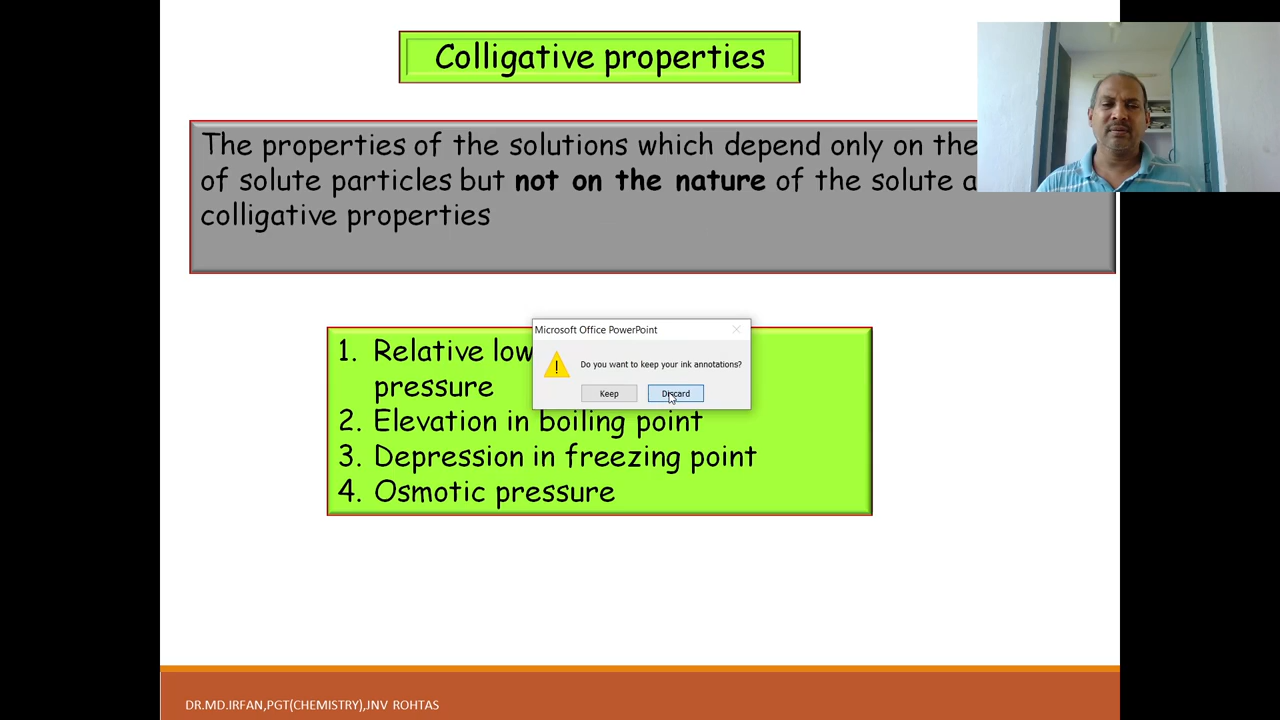 Colligative properties
The properties of the solutions which depend only on the
of solute particles but not on the nature of the solute
colligative properties
Microsoft Office PowerPoint
Do you want to keep your ink annotations?
Keep Discard
1. Relative
pressure
2. Elevation in boiling point
3. Depression in freezing point
4. Osmotic pressure
DR.MD.IRFAN,PGT(CHEMISTRY),JNV ROHTAS